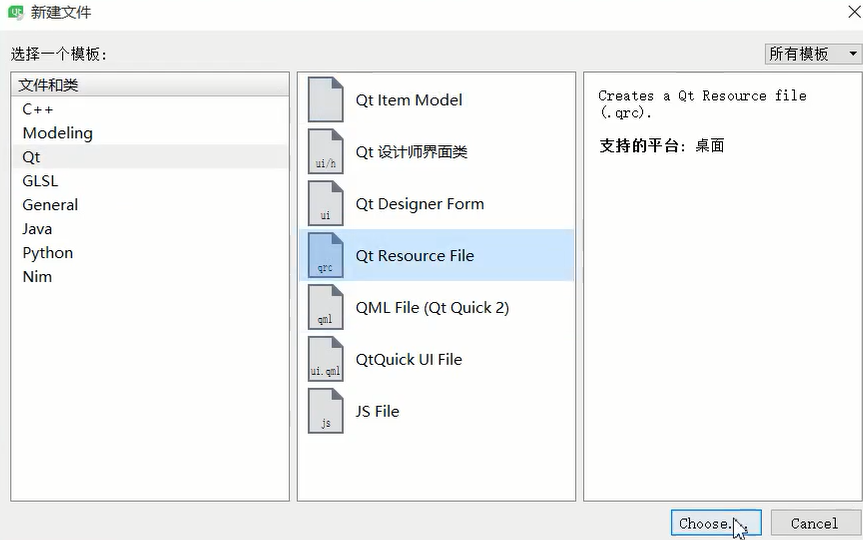 新建文件
选择一个模板:
所有模板
文件和类
C++
Modeling
Qt
GLSL
General
Java
Python
Nim
Qt Item Model
ui/h
Qt 设计师界面类
ui
Qt Designer Form
qrc
Qt Resource File
qml
QML File (Qt Quick 2)
ui.qml
QtQuick UI File
js
JS File
Creates a Qt Resource file
(.qrc).
支持的平台: 桌面
Choose...
Cancel